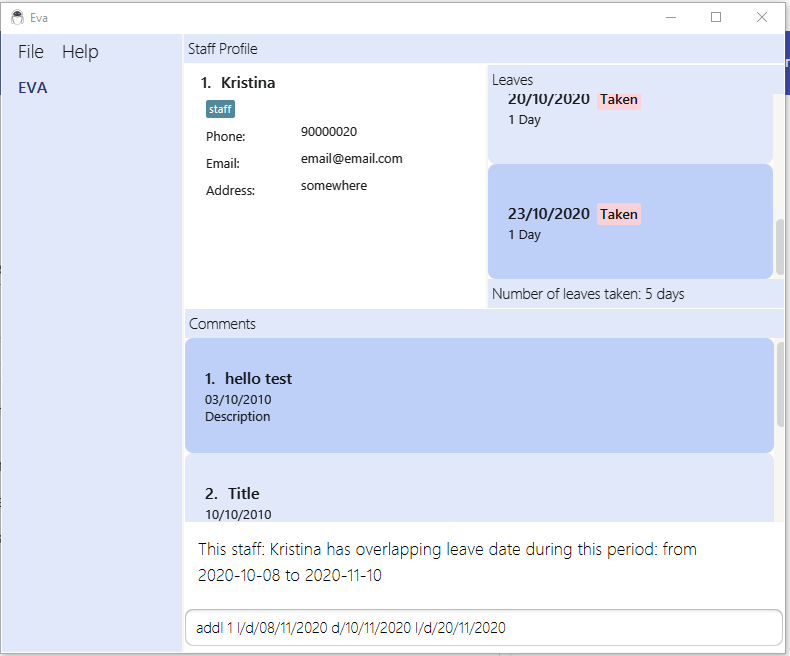 Eva
File Help
EVA
Staff Profile
1. Kristina
staff
Phone: 90000020
Email: email@email.com
Address: somewhere
Leaves
20/10/2020 Taken
1 Day
23/10/2020 Taken
1 Day
Number of leaves taken: 5 days
Comments
1. hello test
03/10/2010
Description
2. Title
10/10/2010
This staff: Kristina has overlapping leave date during this period: from
2020-10-08 to 2020-11-10
addl 1 l/d/08/11/2020 d/10/11/2020 l/d/20/11/2020